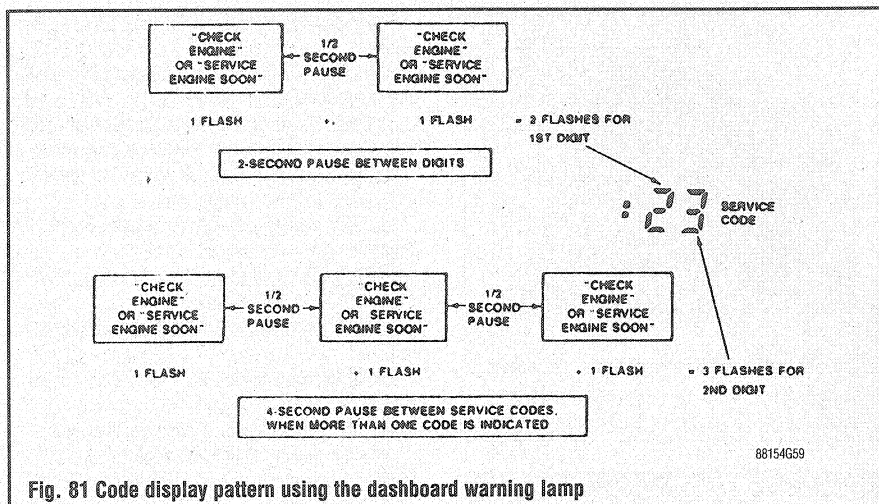 "CHECK
ENGINE"
OR "SERVICE
ENGINE SOON"
1/2
SECOND
PAUSE
"CHECK
ENGINE"
OR "SERVICE
ENGINE SOON"
1 FLASH
+.
1 FLASH
= 2 FLASHES FOR
1ST DIGIT
2-SECOND PAUSE BETWEEN DIGITS
:23
SERVICE
CODE
"CHECK
ENGINE"
OR "SERVICE
ENGINE SOON"
1/2
SECOND
PAUSE
"CHECK
ENGINE"
OR SERVICE
ENGINE SOON"
1/2
SECOND
PAUSE
"CHECK
ENGINE"
OR "SERVICE
ENGINE SOON"
1 FLASH
+ 1 FLASH
+ 1 FLASH
= 3 FLASHES FOR
2ND DIGIT
4-SECOND PAUSE BETWEEN SERVICE CODES,
WHEN MORE THAN ONE CODE IS INDICATED
88154G59
Fig. 81 Code display pattern using the dashboard warning lamp